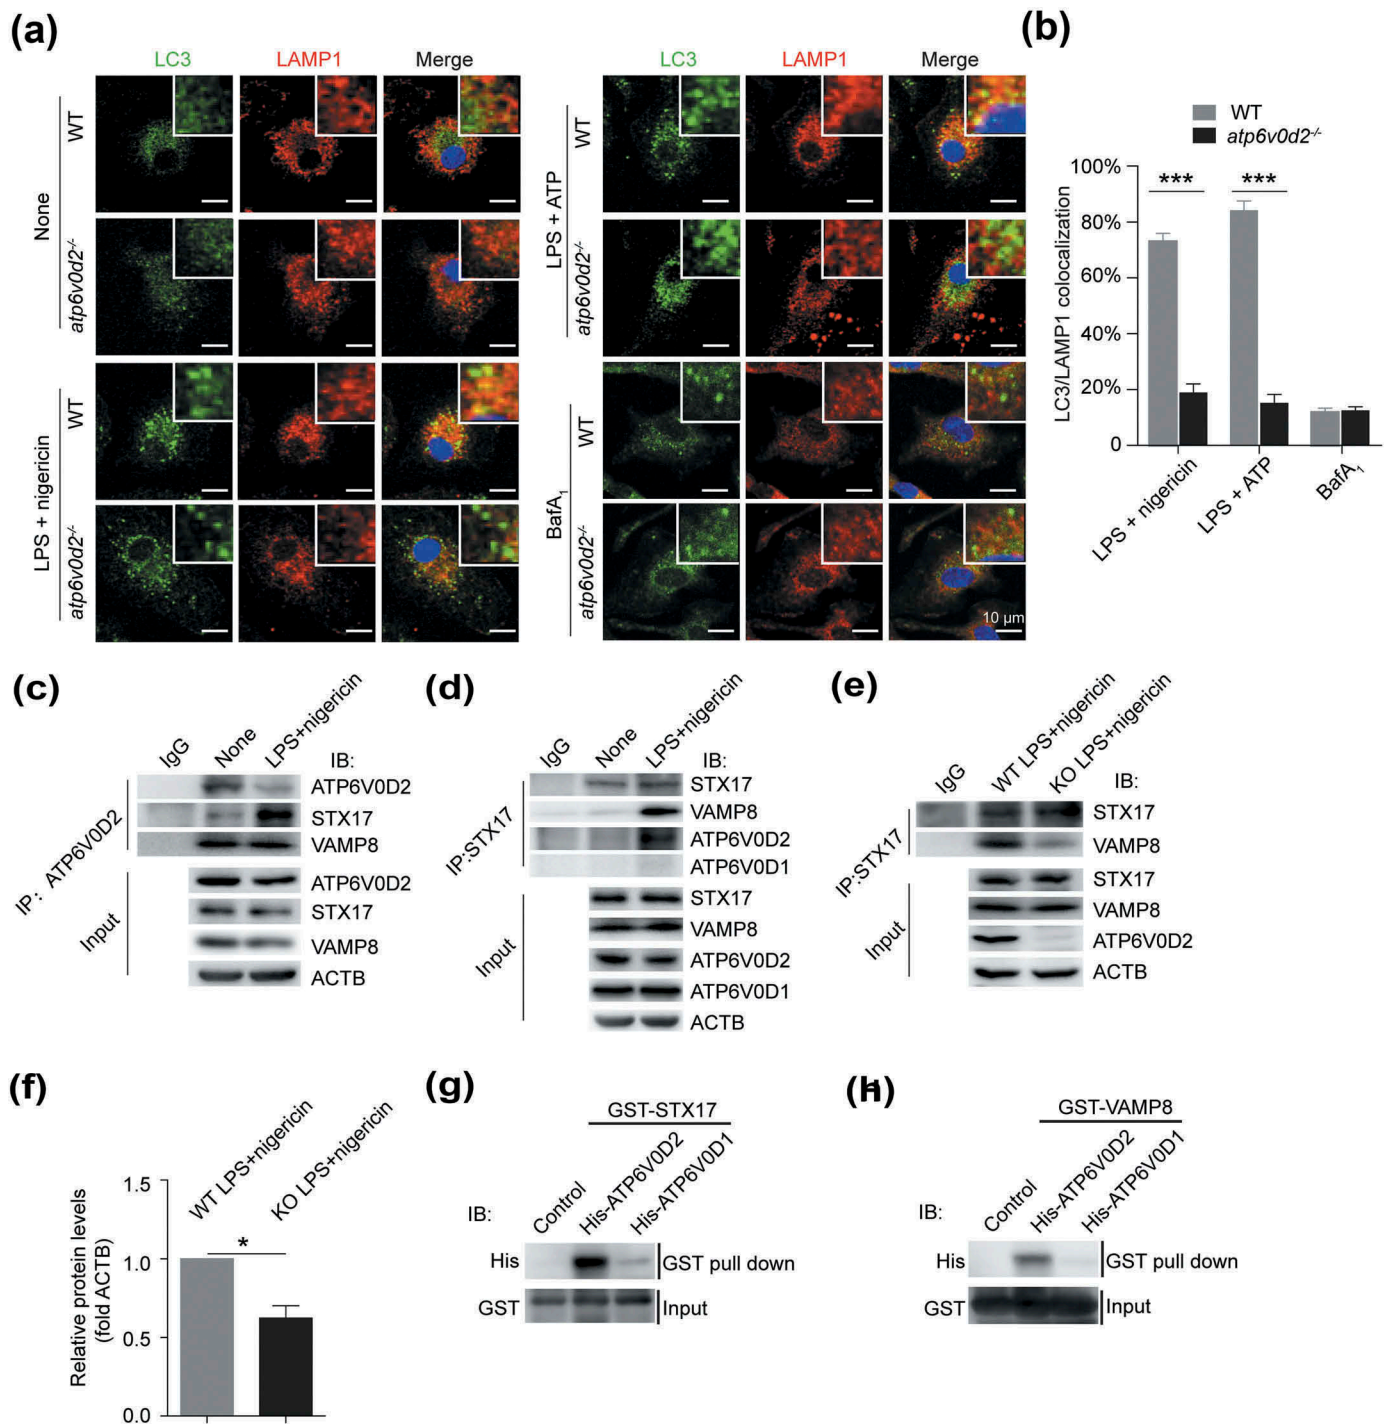 (a)
LC3 LAMP1 Merge
None
WT
atp6v0d2-/-
LPS + nigericin
WT
atp6v0d2-/-
LC3 LAMP1 Merge
LPS + ATP
WT
atp6v0d2-/-
BafA1
WT
atp6v0d2-/-
10 µm
(b)
WT
atp6v0d2-/-
LC3/LAMP1 colocalization
100%
80%
60%
40%
20%
0
*** ***
LPS + nigericin
LPS + ATP
BafA1
(c)
IgG None LPS+nigericin
IB:
IP: ATP6V0D2
ATP6V0D2
STX17
VAMP8
Input
ATP6V0D2
STX17
VAMP8
ACTB
(d)
IgG None LPS+nigericin
IB:
IP:STX17
STX17
VAMP8
ATP6V0D2
ATP6V0D1
Input
STX17
VAMP8
ATP6V0D2
ATP6V0D1
ACTB
(e)
IgG WT LPS+nigericin KO LPS+nigericin
IB:
IP:STX17
STX17
VAMP8
Input
STX17
VAMP8
ATP6V0D2
ACTB
(f)
WT LPS+nigericin
KO LPS+nigericin
Relative protein levels
(fold ACTB)
1.5
1.0
0.5
0.0
*
(g)
GST-STX17
IB: Control His-ATP6V0D2 His-ATP6V0D1
His GST pull down
GST Input
(h)
GST-VAMP8
IB: Control His-ATP6V0D2 His-ATP6V0D1
His GST pull down
GST Input